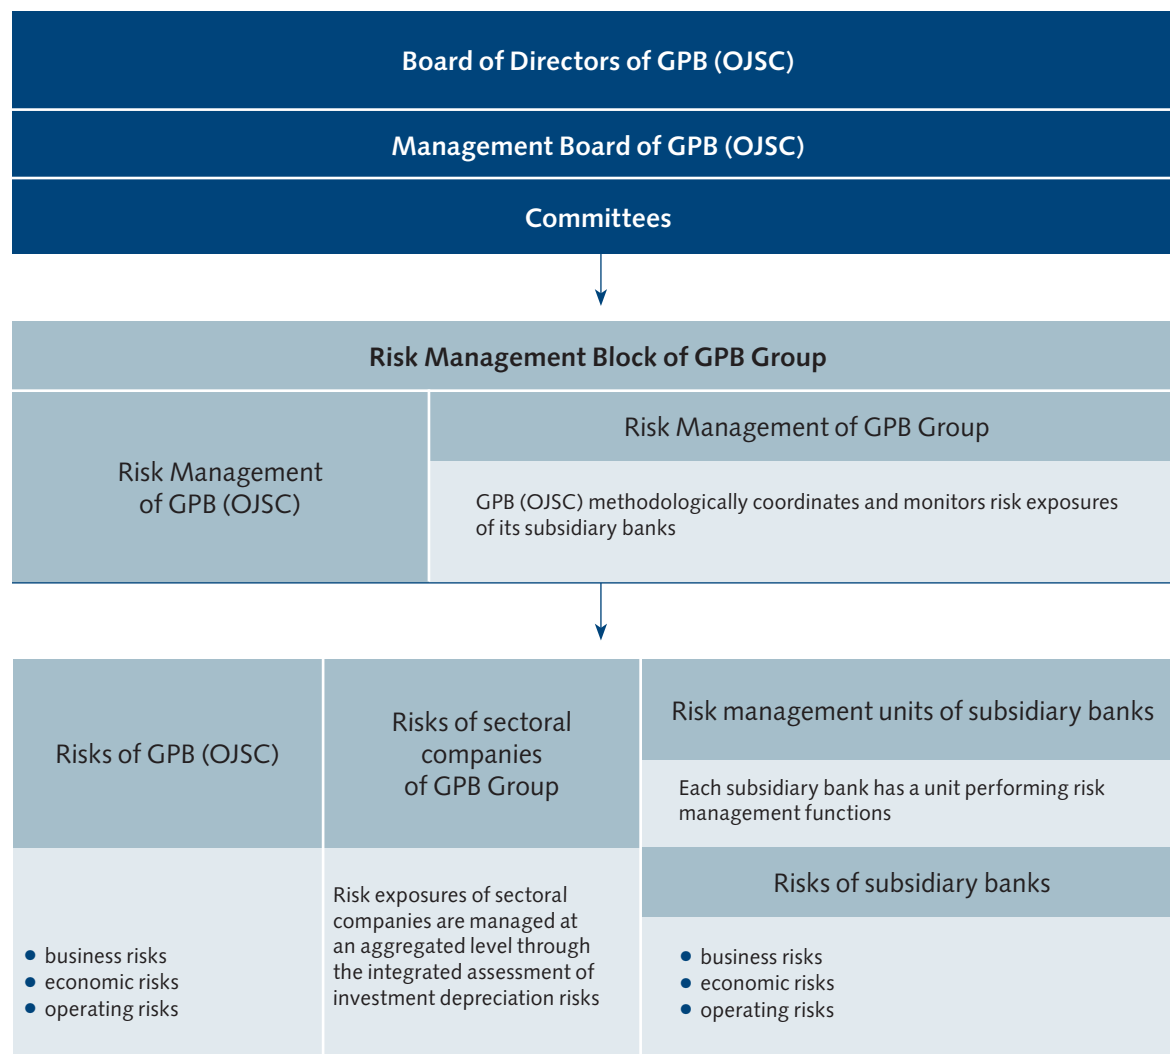 Board of Directors of GPB (OJSC)
Management Board of GPB (OJSC)
Committees
Risk Management Block of GPB Group
Risk Management
of GPB (OJSC)
Risk Management of GPB Group
GPB (OJSC) methodologically coordinates and monitors risk exposures
of its subsidiary banks
Risks of GPB (OJSC)
• business risks
• economic risks
• operating risks
Risks of sectoral
companies
of GPB Group
Risk exposures of sectoral
companies are managed at
an aggregated level through
the integrated assessment of
investment depreciation risks
Risk management units of subsidiary banks
Each subsidiary bank has a unit performing risk
management functions
Risks of subsidiary banks
• business risks
• economic risks
• operating risks